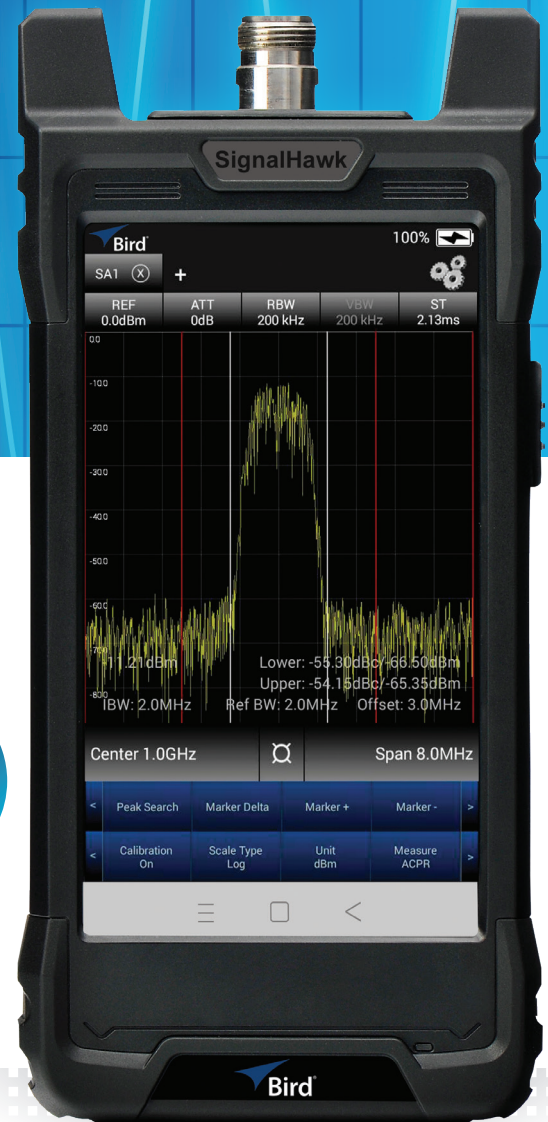 SignalHawk
Bird
100%
SA1 X +
REF ATT RBW VBW ST
0.0dBm 0dB 200 kHz 200 kHz 2.13ms
0.0
-10.0
-20.0
-30.0
-40.0
-50.0
-60.0
-70.0
-80.0
-11.21dBm Lower: -55.30dBc/-66.50dBm
Upper: -54.15dBc/-65.35dBm
IBW: 2.0MHz Ref BW: 2.0MHz Offset: 3.0MHz
Center 1.0GHz Span 8.0MHz
< Peak Search Marker Delta Marker + Marker - >
< Calibration Scale Type Unit Measure >
On Log dBm ACPR
Bird